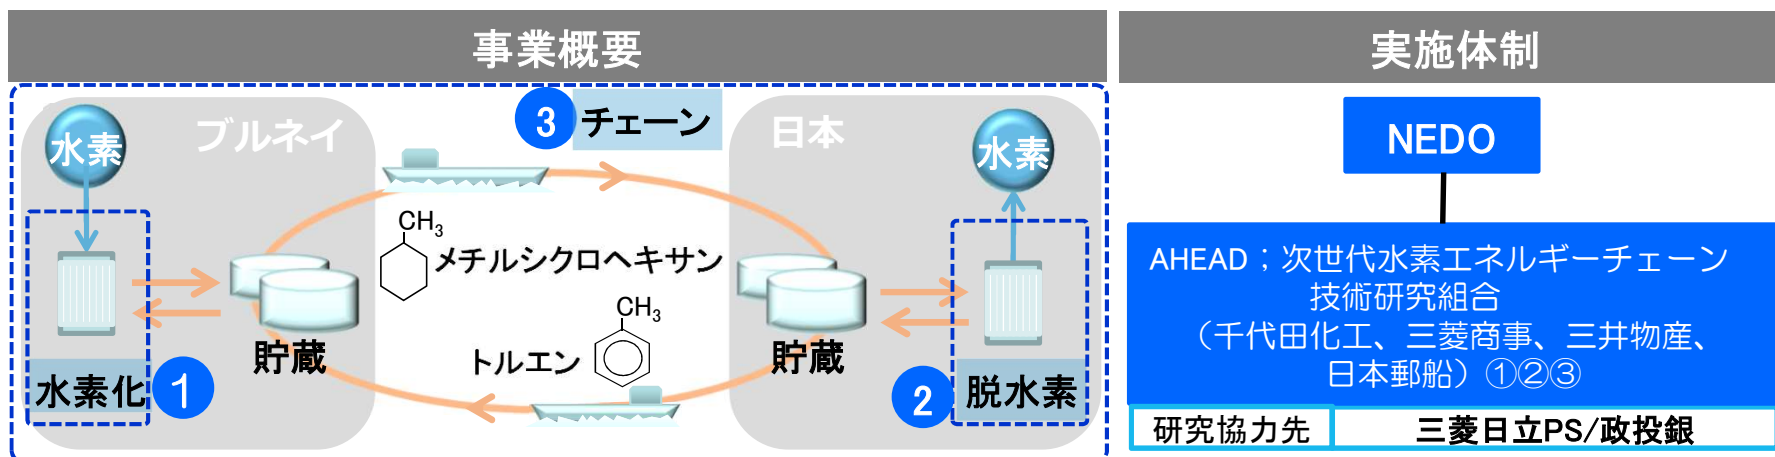 事業概要
実施体制
水素
ブルネイ
3
チェーン
日本
水素
CH3
メチルシクロヘキサン
貯蔵
貯蔵
トルエン
CH3
水素化
1
2
脱水素
NEDO
AHEAD；次世代水素エネルギーチェーン
技術研究組合
（千代田化工、三菱商事、三井物産、
日本郵船）①②③
研究協力先
三菱日立PS/政投銀